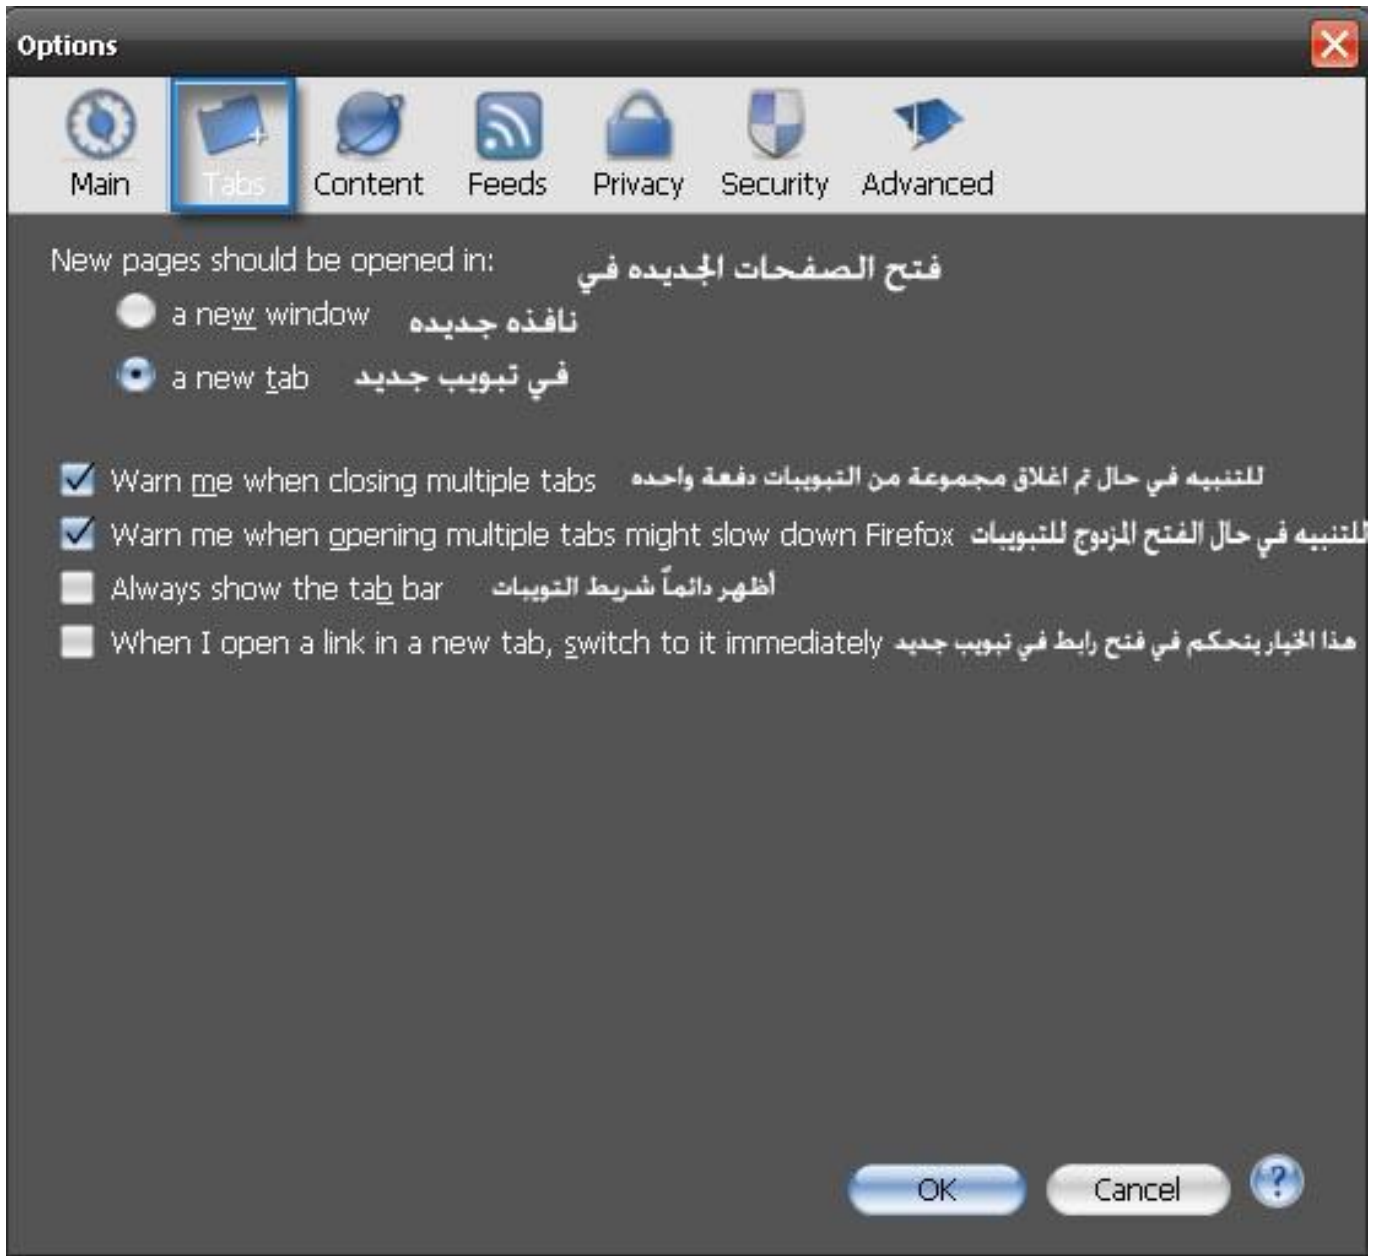 Options
Main Tabs Content Feeds Privacy Security Advanced
New pages should be opened in: فتح الصفحات الجديده في
a new window نافذه جديده
a new tab في تبويب جديد
Warn me when closing multiple tabs للتنبيه في حال تم اغلاق مجموعة من التبويبات دفعة واحده
Warn me when opening multiple tabs might slow down Firefox للتنبيه في حال الفتح المزدوج للتبويبات
Always show the tab bar أظهر دائماً شريط التويبات
When I open a link in a new tab, switch to it immediately هذا الخيار يتحكم في فتح رابط في تبويب جديد
OK Cancel ?